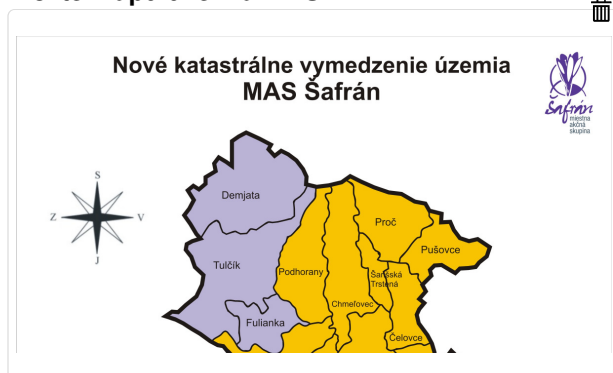 Nové katastrálne vymedzenie územia
MAS Šafrán
šafrán
miestna
akčná
skupina
S
Z
V
J
Demjata
Proč
Pušovce
Tulčík
Podhorany
Šarišská
Trstená
Chmeľovec
Fulianka
Čelovce